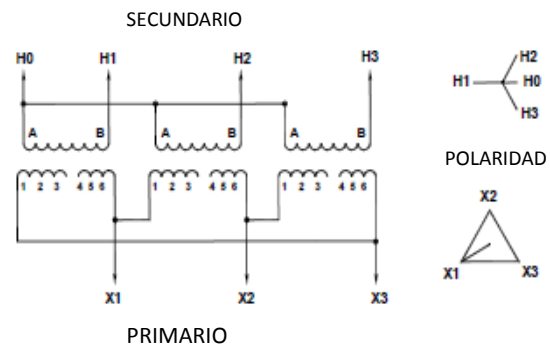 SECUNDARIO
H0 H1 H2 H3
A B A B A B
1 2 3 4 5 6 1 2 3 4 5 6 1 2 3 4 5 6
X1 X2 X3
PRIMARIO
H2
H1 H0
H3
POLARIDAD
X2
X1 X3